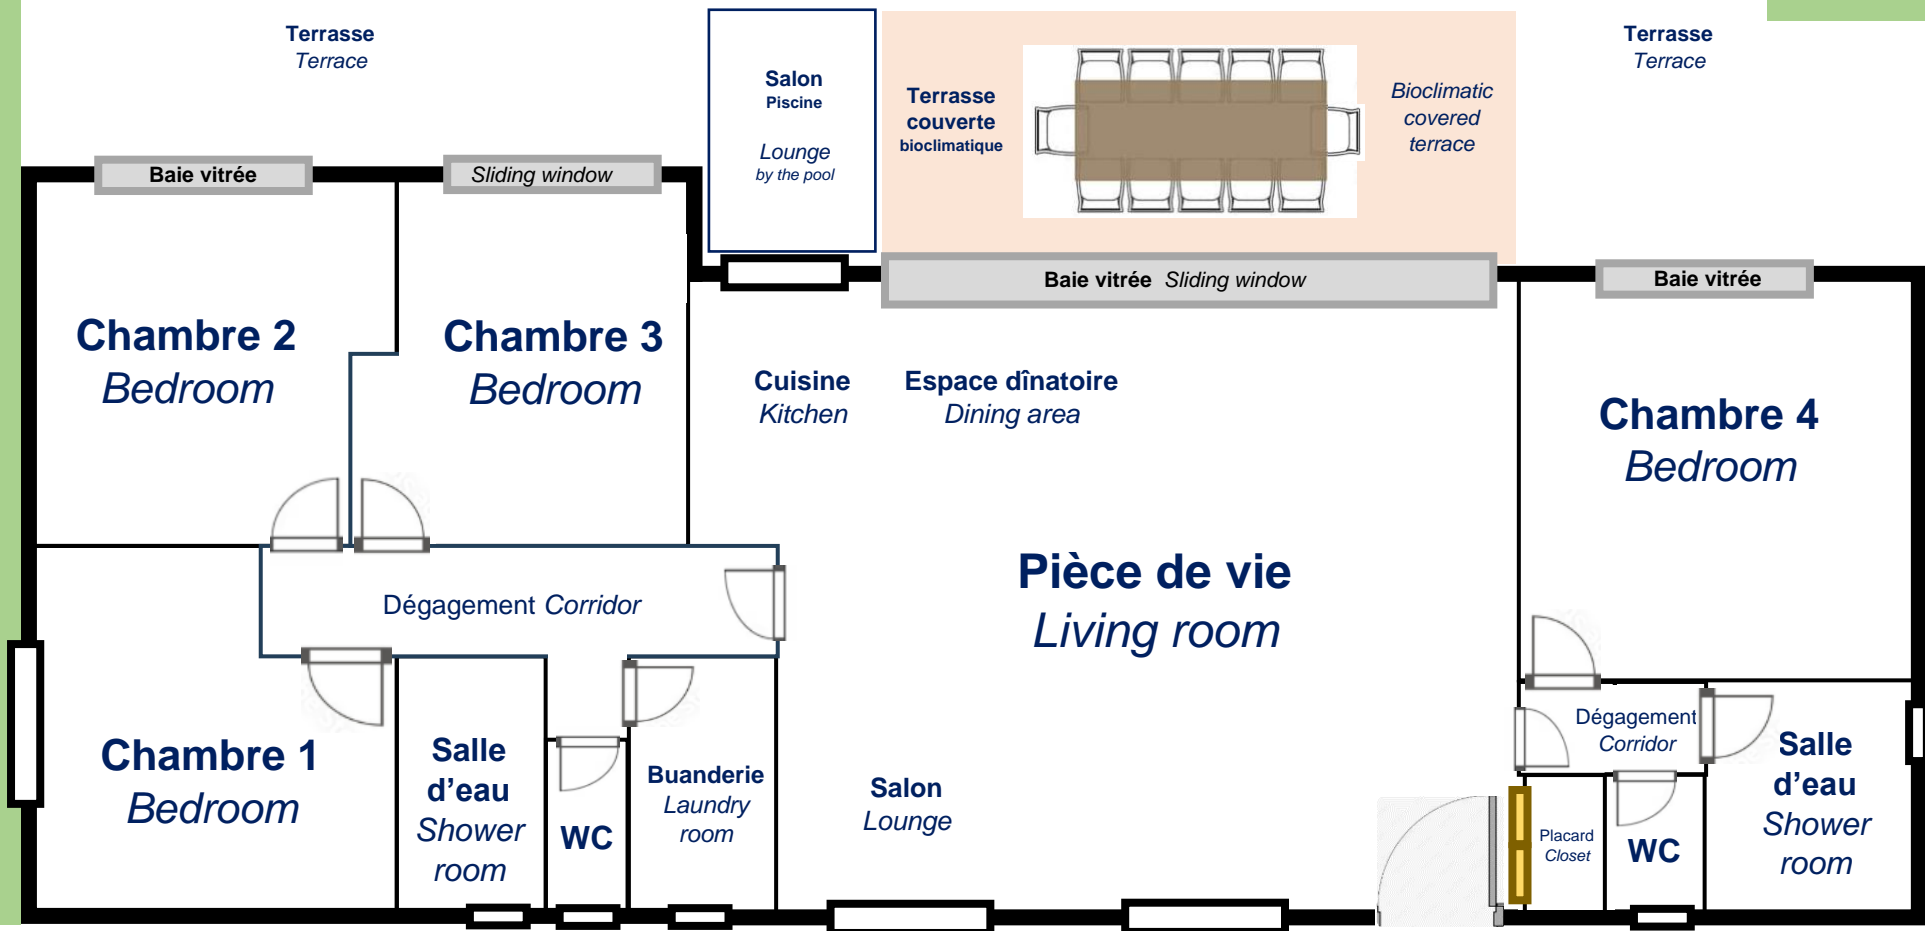 Terrasse
Terrace
Salon
Piscine
Lounge
by the pool
Terrasse
couverte
bioclimatique
Bioclimatic
covered
terrace
Terrasse
Terrace
Baie vitrée
Sliding window
Baie vitrée Sliding window
Baie vitrée
Chambre 2
Bedroom
Chambre 3
Bedroom
Cuisine
Kitchen
Espace dînatoire
Dining area
Chambre 4
Bedroom
Pièce de vie
Living room
Dégagement Corridor
Chambre 1
Bedroom
Salle
d’eau
Shower
room
WC
Buanderie
Laundry
room
Salon
Lounge
Dégagement
Corridor
Placard
Closet
WC
Salle
d’eau
Shower
room